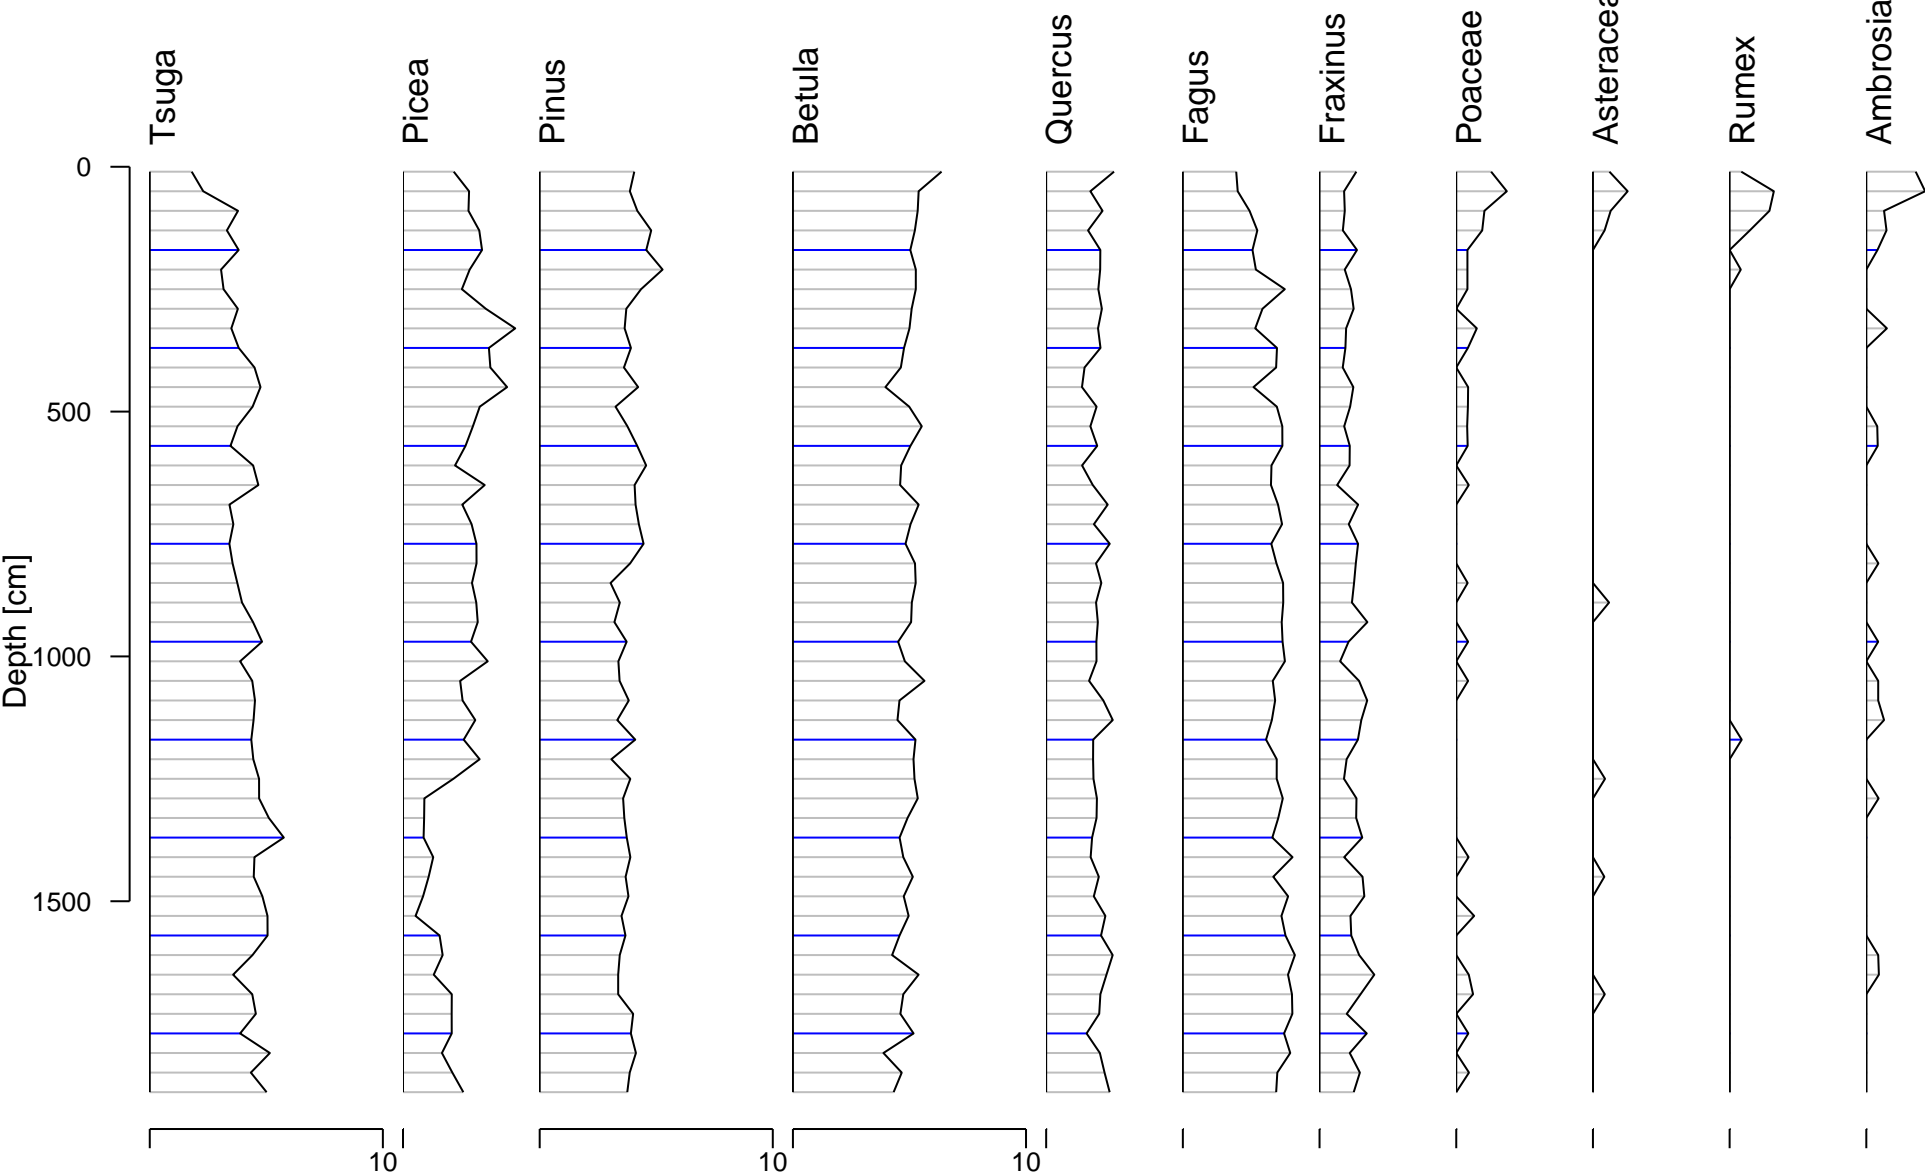 Tsuga
Picea
Pinus
Betula
Quercus
Fagus
Fraxinus
Poaceae
Asteracea
Rumex
Ambrosia
Depth [cm]
0
500
1000
1500
10
10
10